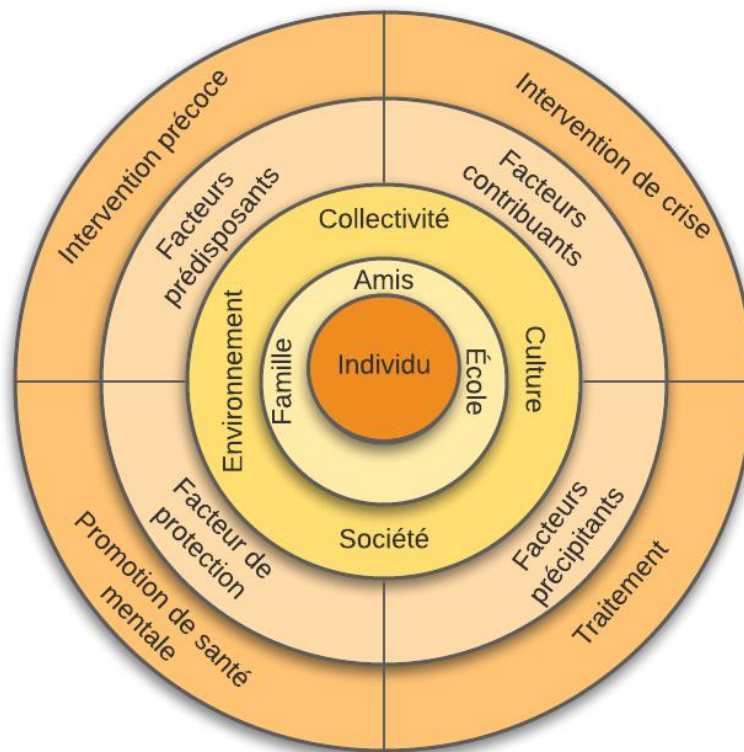 Intervention précoce
Intervention de crise
Facteurs
prédisposants
Facteurs
contribuants
Collectivité
Amis
Environnement
Famille
Individu
École
Culture
Facteur de
protection
Société
Facteurs
précipitants
Promotion de santé
mentale
Traitement